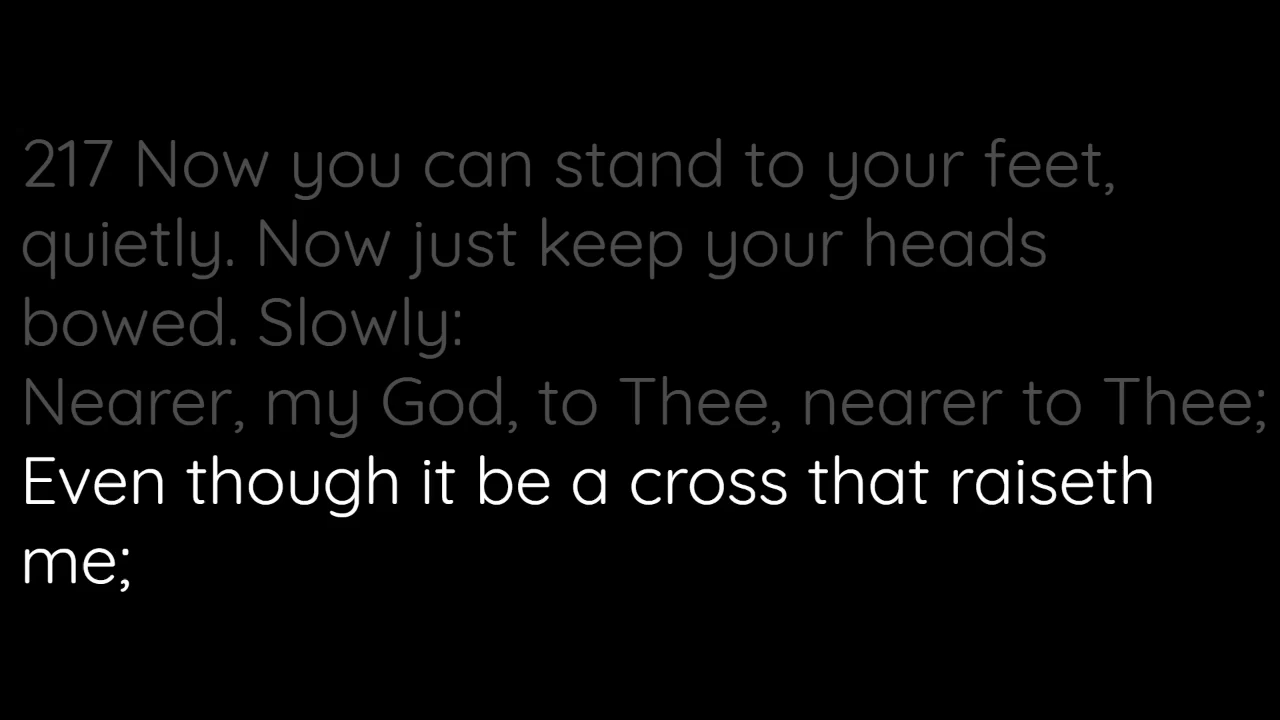 217 Now you can stand to your feet,
quietly. Now just keep your heads
bowed. Slowly:
Nearer, my God, to Thee, nearer to Thee;
Even though it be a cross that raiseth
me;